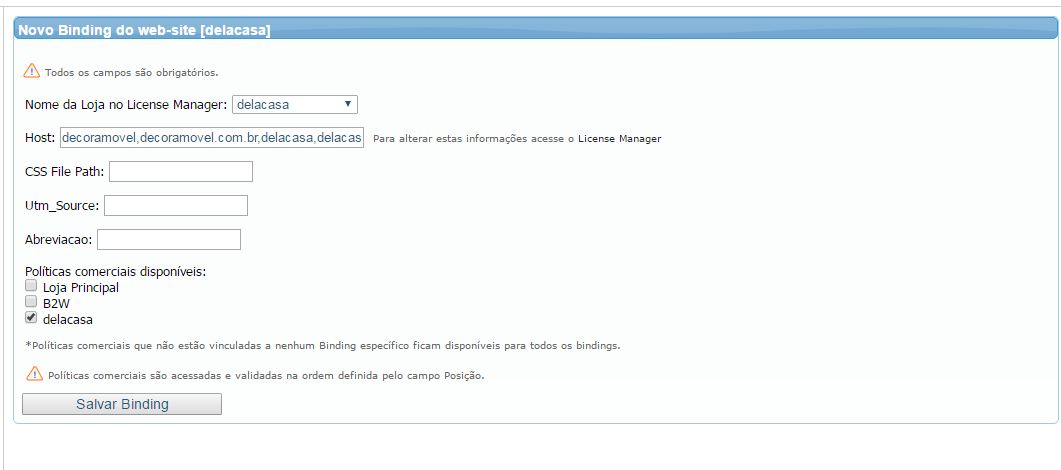 Novo Binding do web-site [delacasa]
Todos os campos são obrigatórios.
Nome da Loja no License Manager: delacasa
Host: decoramovel,decoramovel.com.br,delacasa,delacas Para alterar estas informações acesse o License Manager
CSS File Path:
Utm_Source:
Abreviacao:
Políticas comerciais disponíveis:
Loja Principal
B2W
delacasa
*Políticas comerciais que não estão vinculadas a nenhum Binding específico ficam disponíveis para todos os bindings.
Políticas comerciais são acessadas e validadas na ordem definida pelo campo Posição.
Salvar Binding